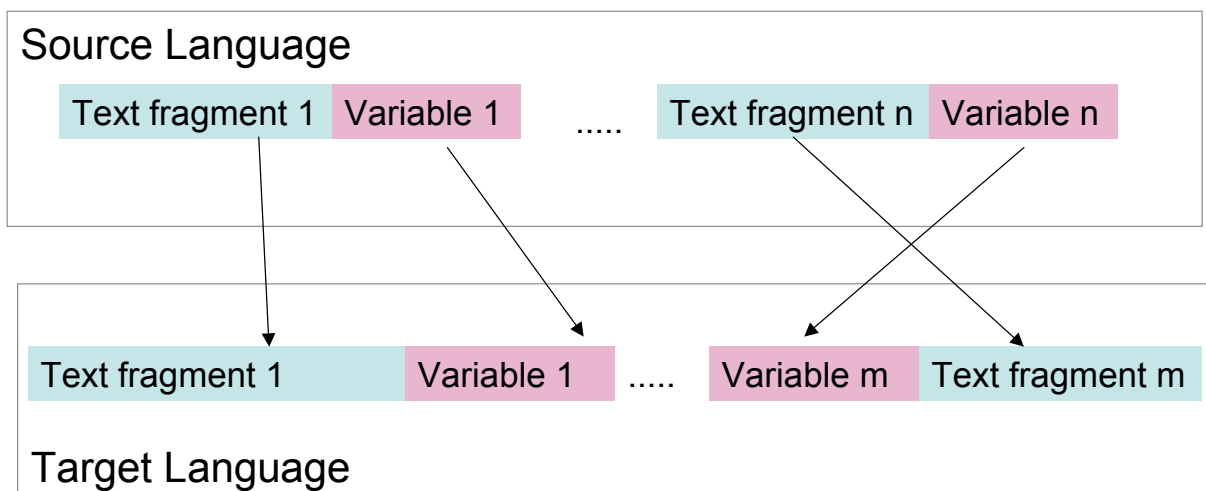 Source Language
Text fragment 1 Variable 1 ..... Text fragment n Variable n
Text fragment 1 Variable 1 ..... Variable m Text fragment m
Target Language